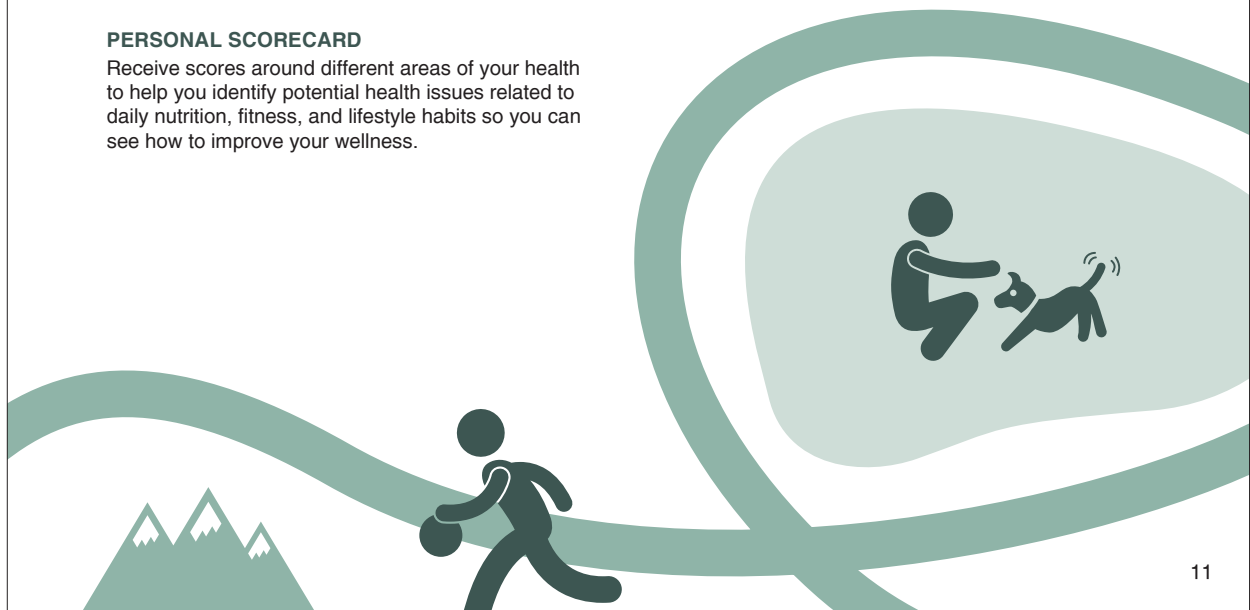 PERSONAL SCORECARD
Receive scores around different areas of your health
to help you identify potential health issues related to
daily nutrition, fitness, and lifestyle habits so you can
see how to improve your wellness.
11